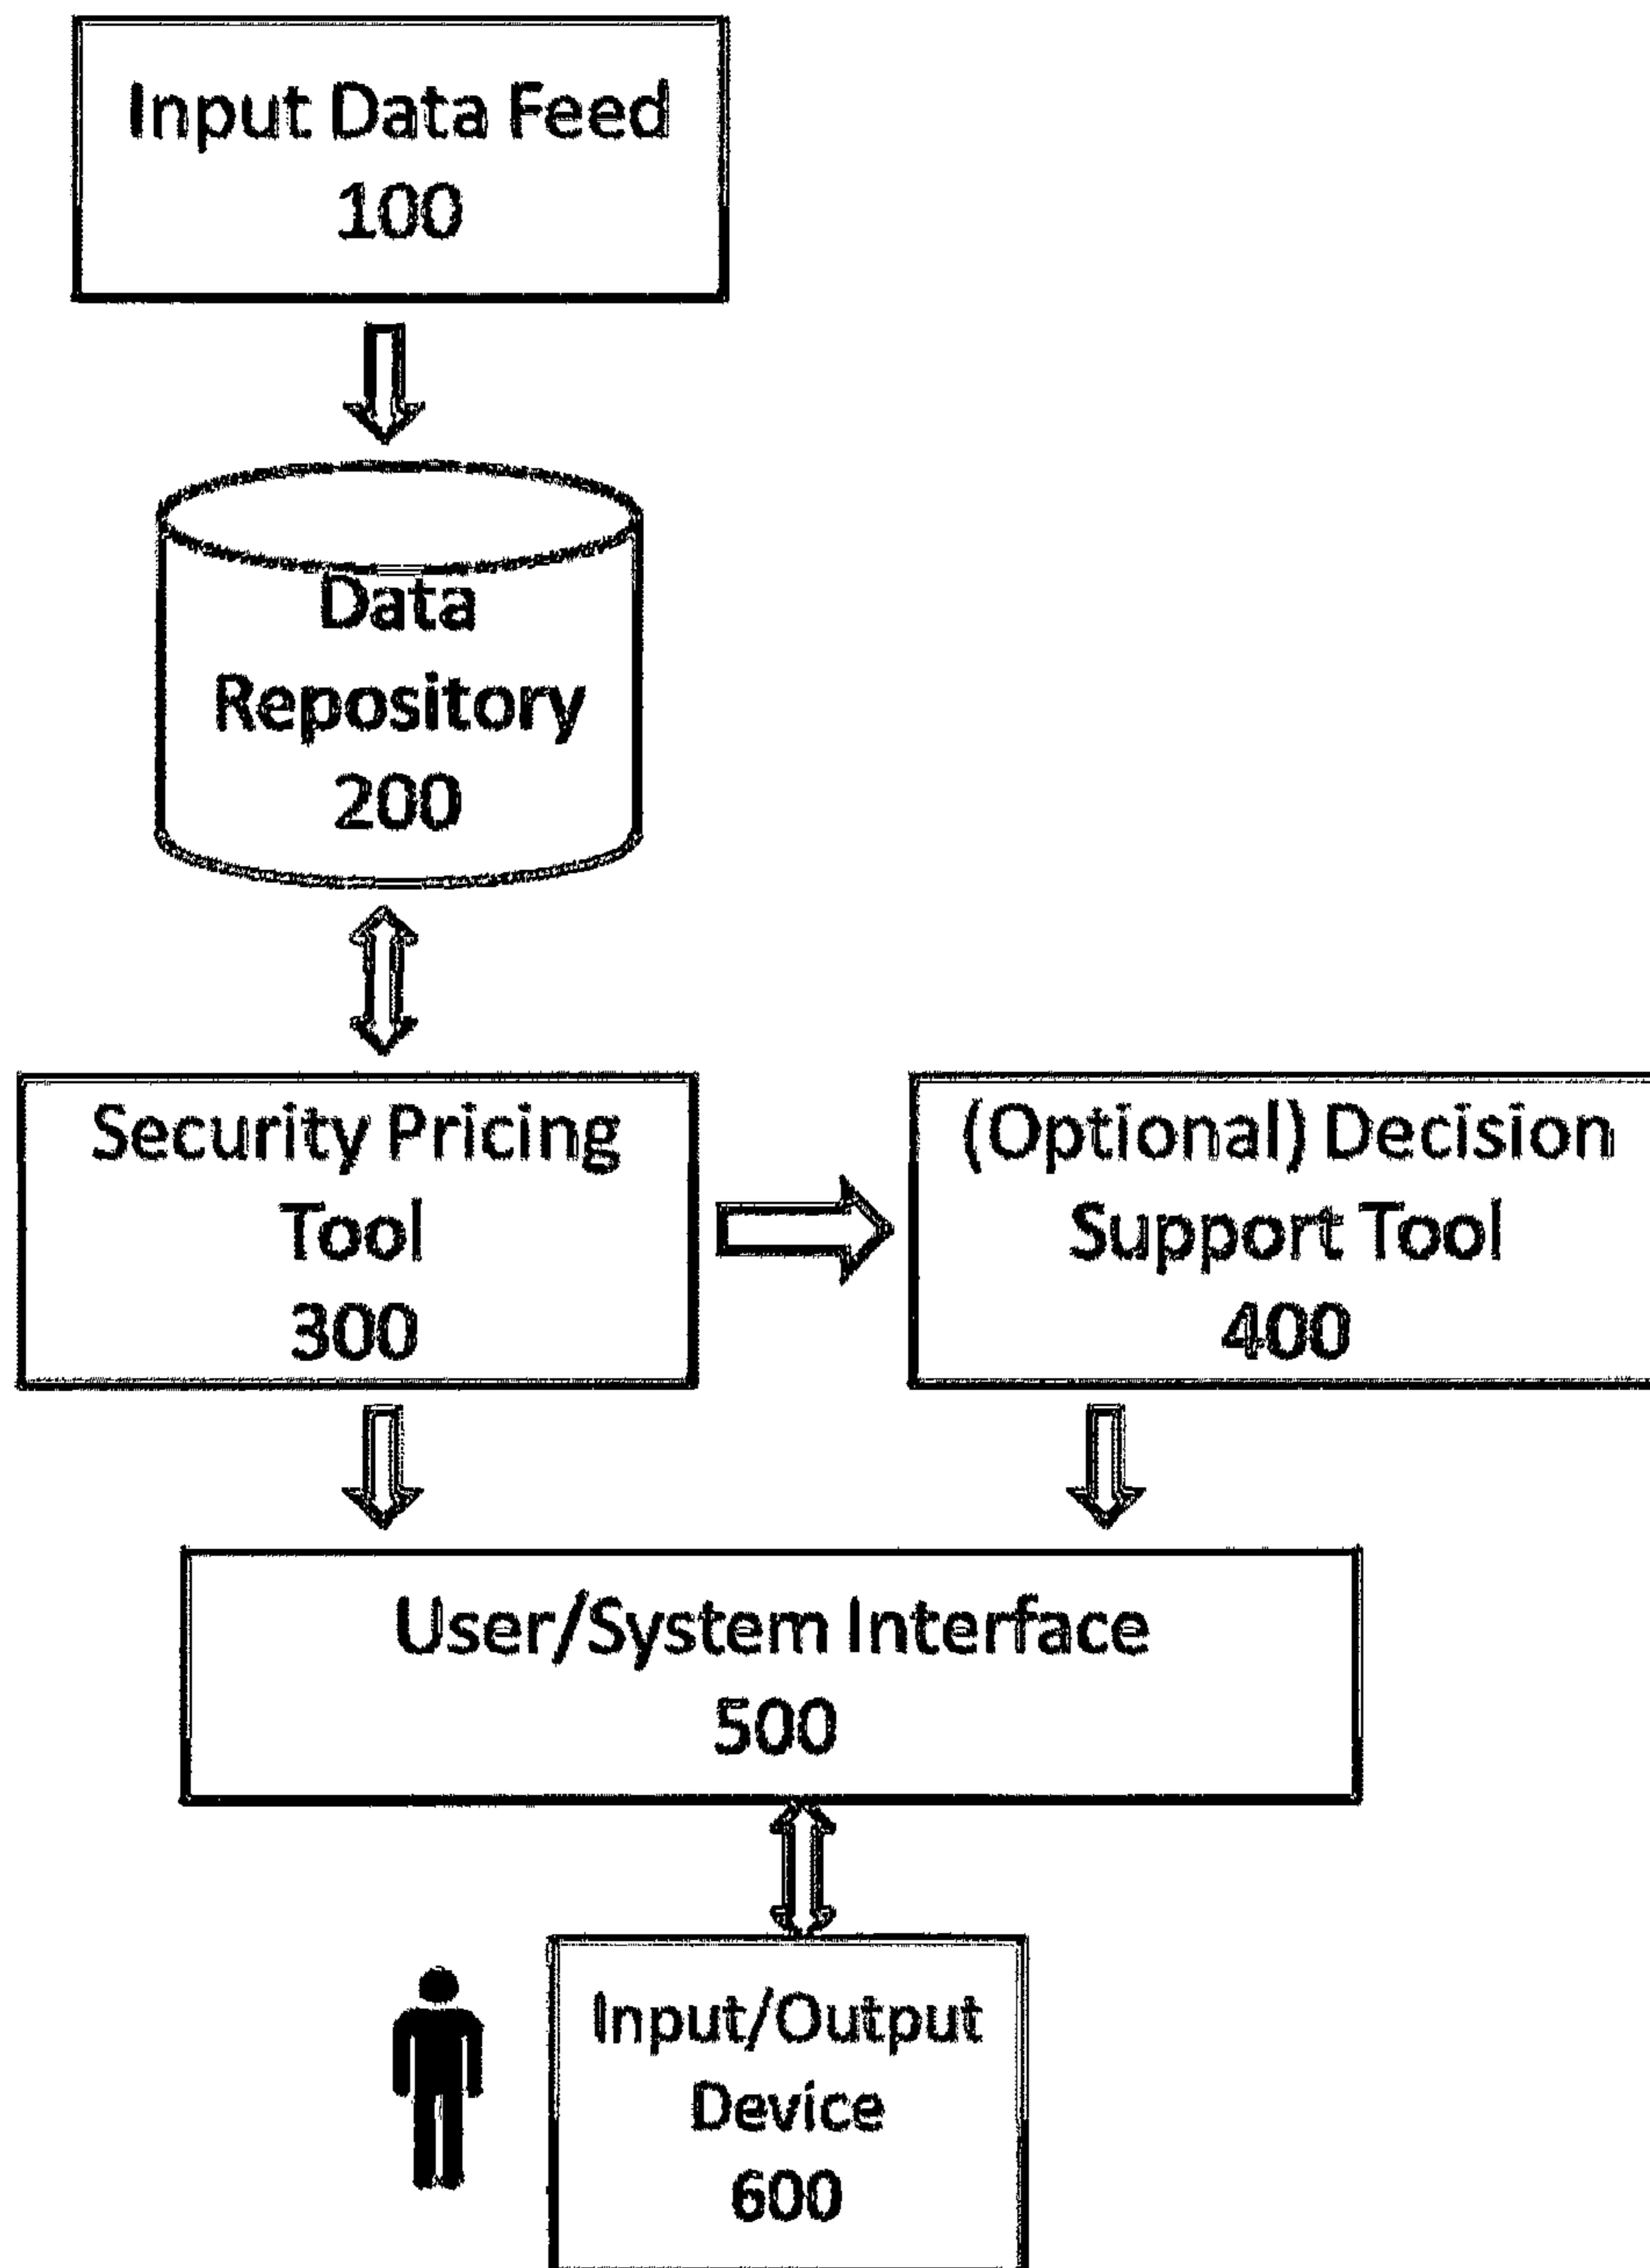 Input Data Feed
100
Data
Repository
200
Security Pricing
Tool
300
(Optional) Decision
Support Tool
400
User/System Interface
500
Input/Output
Device
600